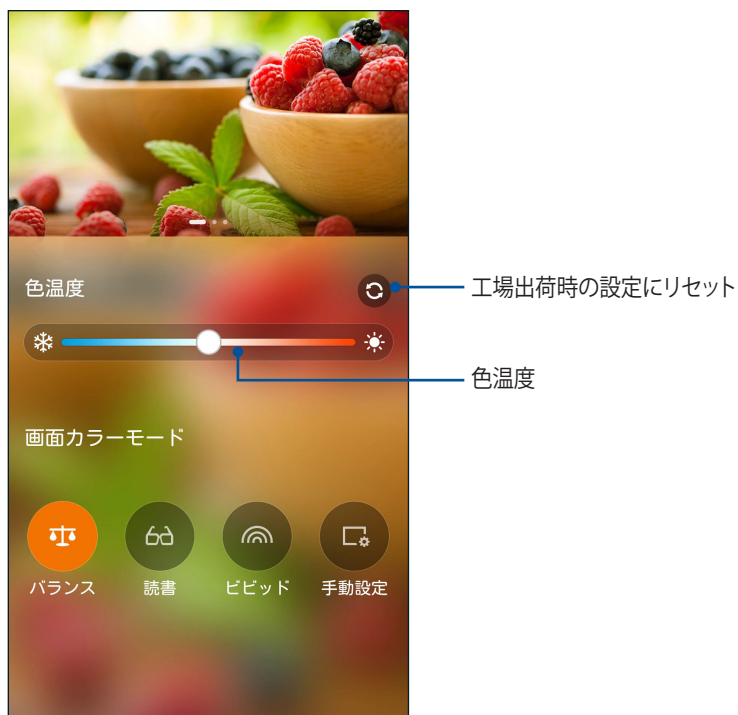 色温度
工場出荷時の設定にリセット
色温度
画面カラーモード
バランス 読書 ビビッド 手動設定